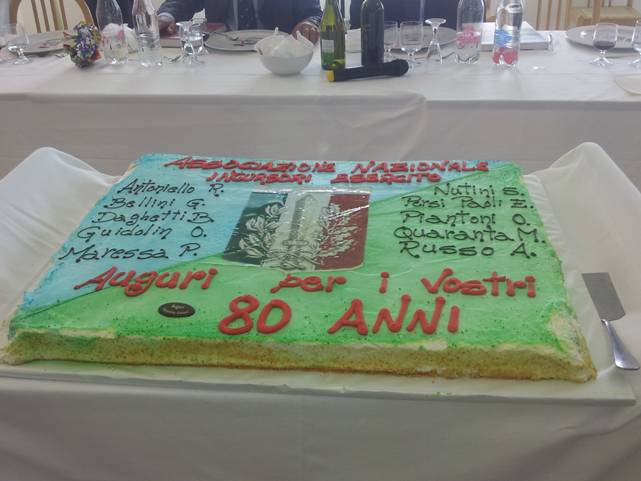 ASSOCIAZIONE NAZIONALE
INCURSORI ESERCITO
Antoniello R.
Bellini G.
Daghetti B.
Guidolin O.
Maressa P.
Nutini S.
Persi Paoli E.
Piantoni O.
Quaranta M.
Russo A.
Auguri per i Vostri
80 ANNI